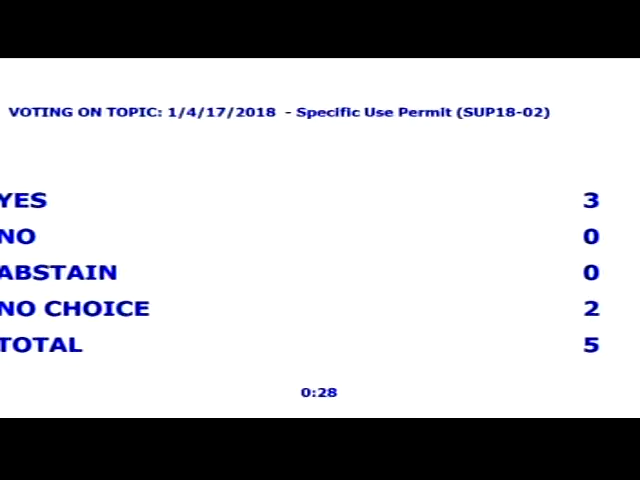 VOTING ON TOPIC: 1/4/17/2018 - Specific Use Permit (SUP18-02)
YES 3
NO 0
ABSTAIN 0
NO CHOICE 2
TOTAL 5
0:28